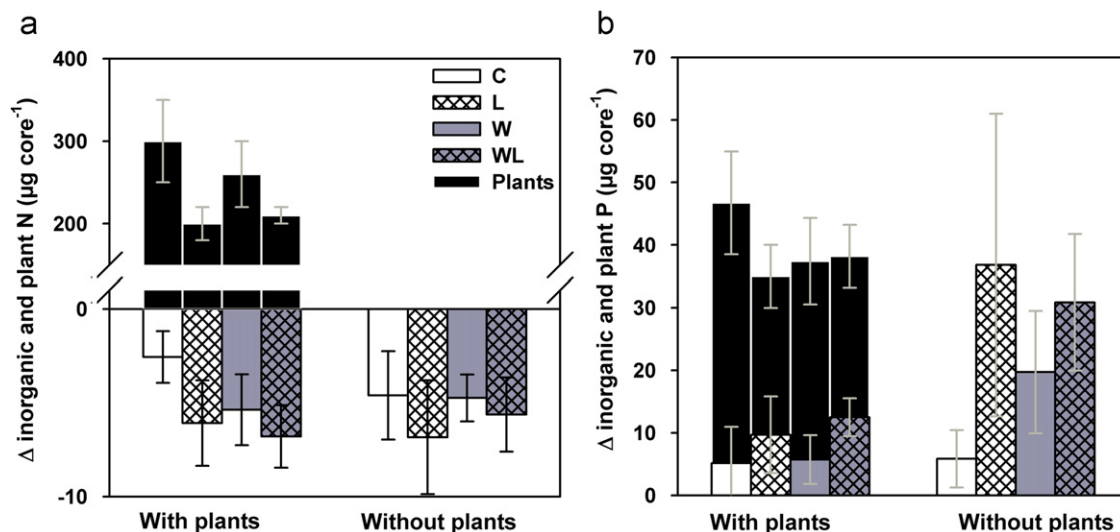 a
Δ inorganic and plant N (µg core⁻¹)
400
300
200
0
-10
C
L
W
WL
Plants
With plants
Without plants
b
Δ inorganic and plant P (µg core⁻¹)
70
60
50
40
30
20
10
0
With plants
Without plants